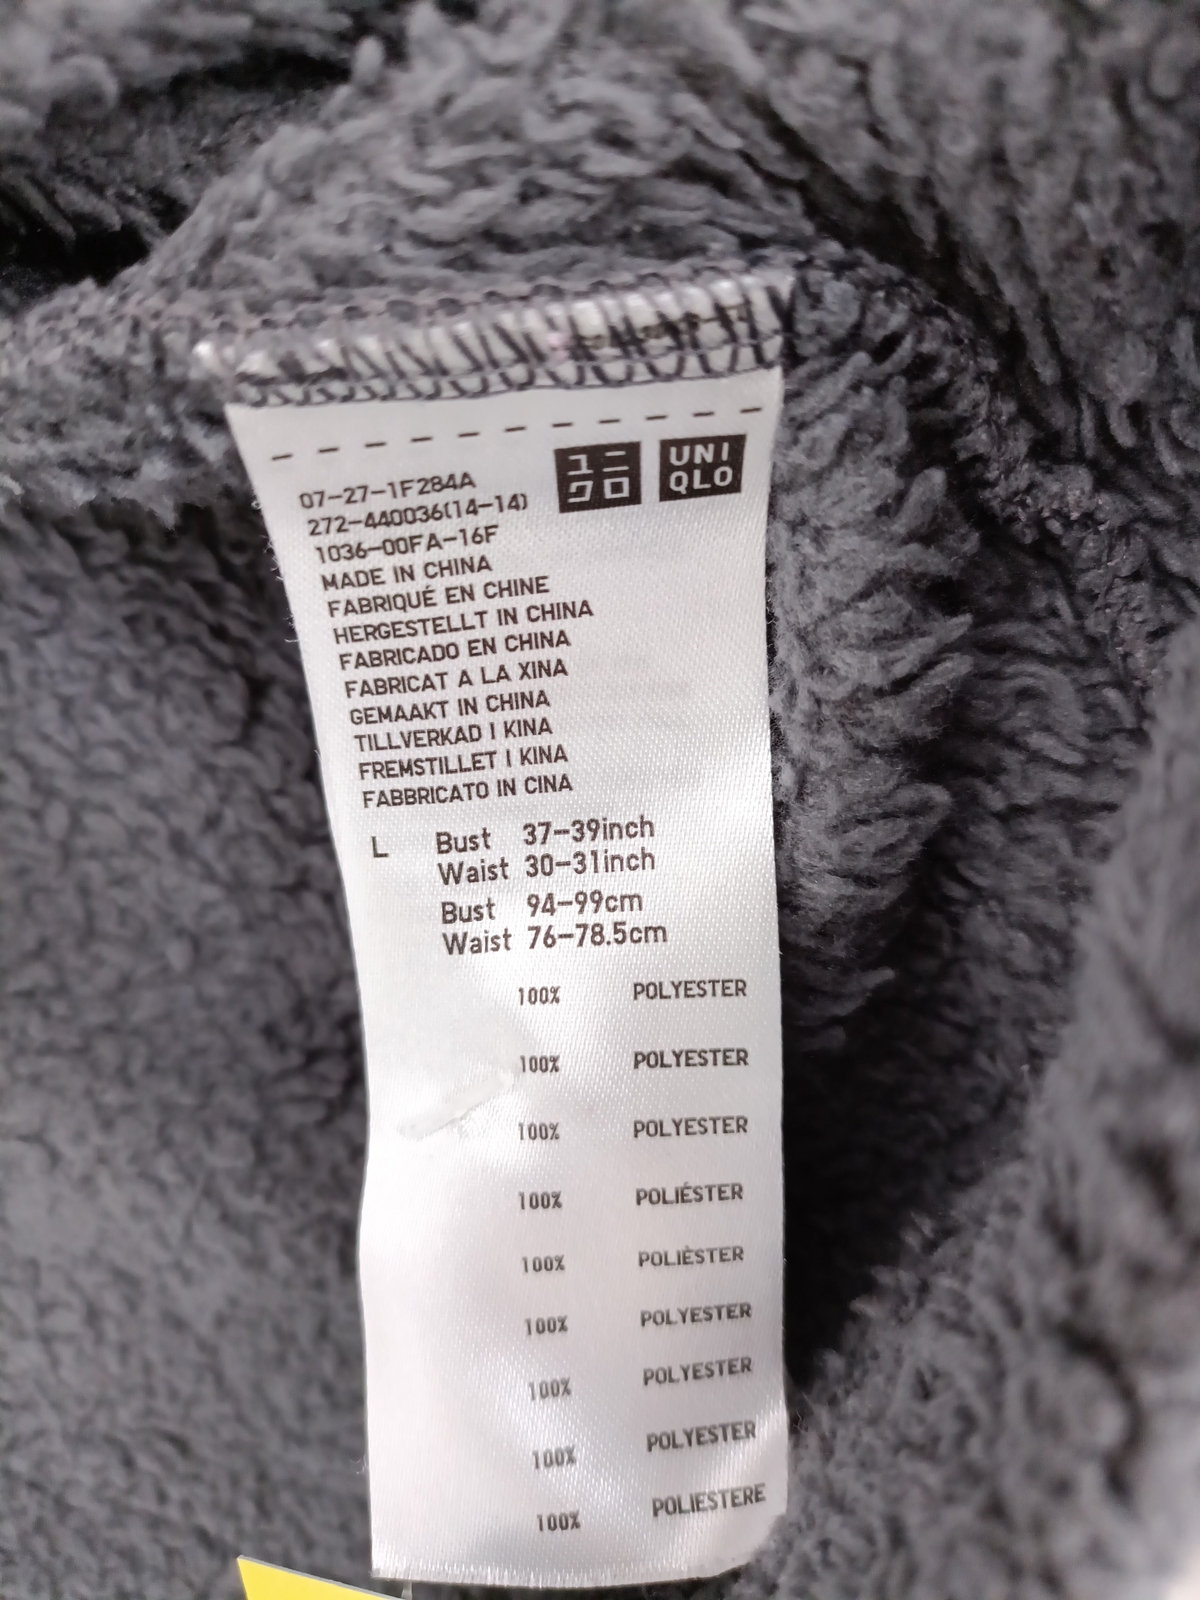 07-27-1F284A
272-440036(14-14)
1036-00FA-16F
ユニ
クロ
UNI
QLO
MADE IN CHINA
FABRIQUÉ EN CHINE
HERGESTELLT IN CHINA
FABRICADO EN CHINA
FABRICAT A LA XINA
GEMAAKT IN CHINA
TILLVERKAD I KINA
FREMSTILLET I KINA
FABBRICATO IN CINA
L Bust 37-39inch
Waist 30-31inch
Bust 94-99cm
Waist 76-78.5cm
100% POLYESTER
100% POLYESTER
100% POLYESTER
100% POLIÉSTER
100% POLIÈSTER
100% POLYESTER
100% POLYESTER
100% POLYESTER
100% POLIESTERE